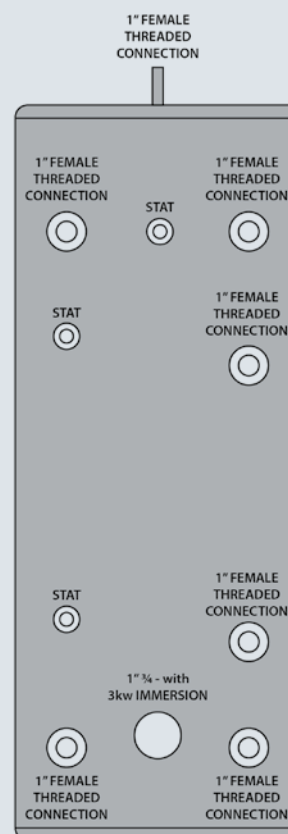 1” FEMALE
THREADED
CONNECTION
1” FEMALE
THREADED
CONNECTION
STAT
1” FEMALE
THREADED
CONNECTION
STAT
1” FEMALE
THREADED
CONNECTION
STAT
1” FEMALE
THREADED
CONNECTION
1” ¾ - with
3kw IMMERSION
1” FEMALE
THREADED
CONNECTION
1” FEMALE
THREADED
CONNECTION